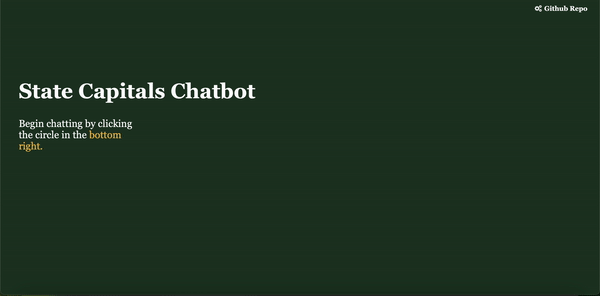 Github Repo
State Capitals Chatbot
Begin chatting by clicking
the circle in the bottom
right.